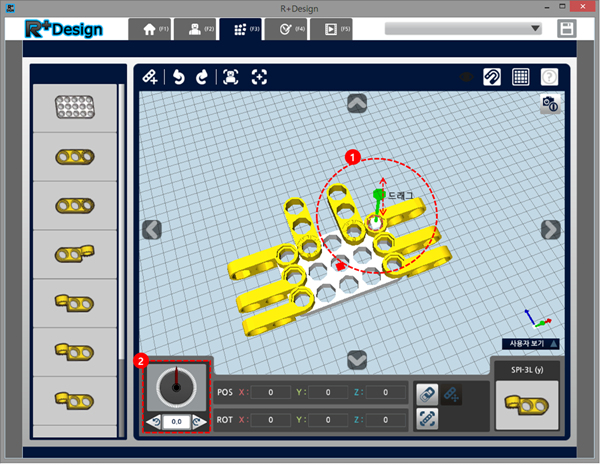 R+Design
R+Design (F1) (F2) (F3) (F4) (F5)
1
드래그
사용자 보기
2
POS X: 0 Y: 0 Z: 0
SPI-3L (y)
0,0
ROT X: 0 Y: 0 Z: 0